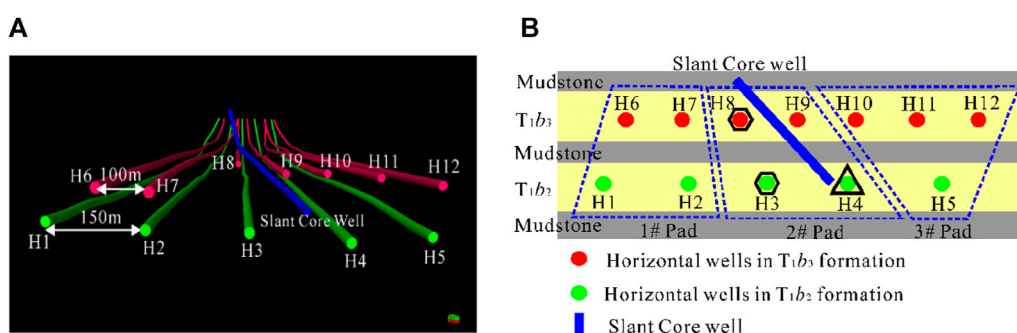 A
H6
100m
H7
H8
H9
H10
H11
H12
H1
150m
H2
H3
Slant Core Well
H4
H5
B
Slant Core well
Mudstone
H6 H7 H8 H9 H10 H11 H12
T₁b₃
Mudstone
T₁b₂
H1 H2 H3 H4 H5
Mudstone
1# Pad 2# Pad 3# Pad
Horizontal wells in T₁b₃ formation
Horizontal wells in T₁b₂ formation
Slant Core well